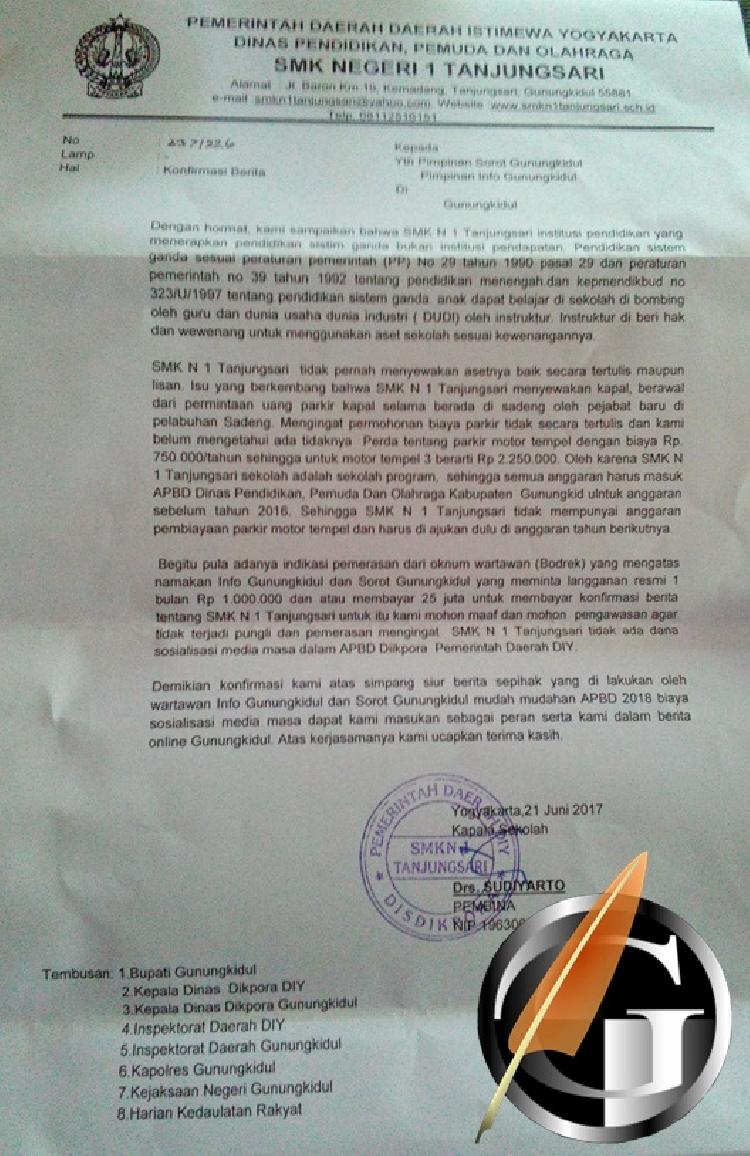 PEMERINTAH DAERAH DAERAH ISTIMEWA YOGYAKARTA
DINAS PENDIDIKAN, PEMUDA DAN OLAHRAGA
SMK NEGERI 1 TANJUNGSARI
Alamat : Jl. Baron Km 19, Kemadang, Tanjungsari, Gunungkidul 55881
e-mail smkn1tanjungsari@yahoo.com Website www.smkn1tanjungsari.sch.id
Telp.
No : 257/226
Lamp : -
Hal : Konfirmasi Berita
Kepada
Yth Pimpinan Sorot Gunungkidul
Pimpinan Info Gunungkidul
Di
Gunungkidul
Dengan hormat, kami sampaikan bahwa SMK N 1 Tanjungsari institusi pendidikan yang
menerapkan pendidikan sistim ganda bukan institusi pendapatan. Pendidikan sistem
ganda sesuai peraturan pemerintah (PP) No 29 tahun 1990 pasal 29 dan peraturan
pemerintah no 39 tahun 1992 tentang pendidikan menengah.dan kepmendikbud no
323/U/1997 tentang pendidikan sistem ganda. anak dapat belajar di sekolah di bombing
oleh guru dan dunia usaha dunia industri ( DUDI) oleh instruktur. Instruktur di beri hak
dan wewenang untuk menggunakan aset sekolah sesuai kewenangannya.
SMK N 1 Tanjungsari tidak pernah menyewakan asetnya baik secara tertulis maupun
lisan. Isu yang berkembang bahwa SMK N 1 Tanjungsari menyewakan kapal, berawal
dari permintaan uang parkir kapal selama berada di sadeng oleh pejabat baru di
pelabuhan Sadeng. Mengingat permohonan biaya parkir tidak secara tertulis dan kami
belum mengetahui ada tidaknya Perda tentang parkir motor tempel dengan biaya Rp.
750.000/tahun sehingga untuk motor tempel 3 berarti Rp 2.250.000. Oleh karena SMK N
1 Tanjungsari sekolah adalah sekolah program, sehingga semua anggaran harus masuk
APBD Dinas Pendidikan, Pemuda Dan Olahraga Kabupaten Gunungkid ulntuk anggaran
sebelum tahun 2016. Sehingga SMK N 1 Tanjungsari tidak mempunyai anggaran
pembiayaan parkir motor tempel dan harus di ajukan dulu di anggaran tahun berikutnya.
Begitu pula adanya indikasi pemerasan dari oknum wartawan (Bodrek) yang mengatas
namakan Info Gunungkidul dan Sorot Gunungkidul yang meminta langganan resmi 1
bulan Rp 1.000.000 dan atau membayar 25 juta untuk membayar konfirmasi berita
tentang SMK N 1 Tanjungsari untuk itu kami mohon maaf dan mohon pengawasan agar
tidak terjadi pungli dan pemerasan mengingat SMK N 1 Tanjungsari tidak ada dana
sosialisasi media masa dalam APBD Dikpora Pemerintah Daerah DIY.
Demikian konfirmasi kami atas simpang siur berita sepihak yang di lakukan oleh
wartawan Info Gunungkidul dan Sorot Gunungkidul mudah mudahan APBD 2018 biaya
sosialisasi media masa dapat kami masukan sebagai peran serta kami dalam berita
online Gunungkidul. Atas kerjasamanya kami ucapkan terima kasih.
Yogyakarta,21 Juni 2017
Kapala Sekolah
PEMERINTAH DAERAH DIY
SMKN 1
TANJUNGSARI
DISDIKPORA
Drs. SUDIYARTO
PEMBINA
NIP 19630
Tembusan: 1.Bupati Gunungkidul
2.Kepala Dinas Dikpora DIY
3.Kepala Dinas Dikpora Gunungkidul
4.Inspektorat Daerah DIY
5.Inspektorat Daerah Gunungkidul
6.Kapolres Gunungkidul
7.Kejaksaan Negeri Gunungkidul
8.Harian Kedaulatan Rakyat